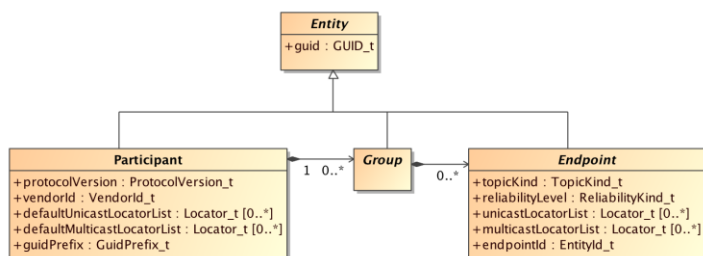 Entity
+guid : GUID_t
Participant
+protocolVersion : ProtocolVersion_t
+vendorId : VendorId_t
+defaultUnicastLocatorList : Locator_t [0..*]
+defaultMulticastLocatorList : Locator_t [0..*]
+guidPrefix : GuidPrefix_t
1 0..*
Group
0..*
Endpoint
+topicKind : TopicKind_t
+reliabilityLevel : ReliabilityKind_t
+unicastLocatorList : Locator_t [0..*]
+multicastLocatorList : Locator_t [0..*]
+endpointId : EntityId_t